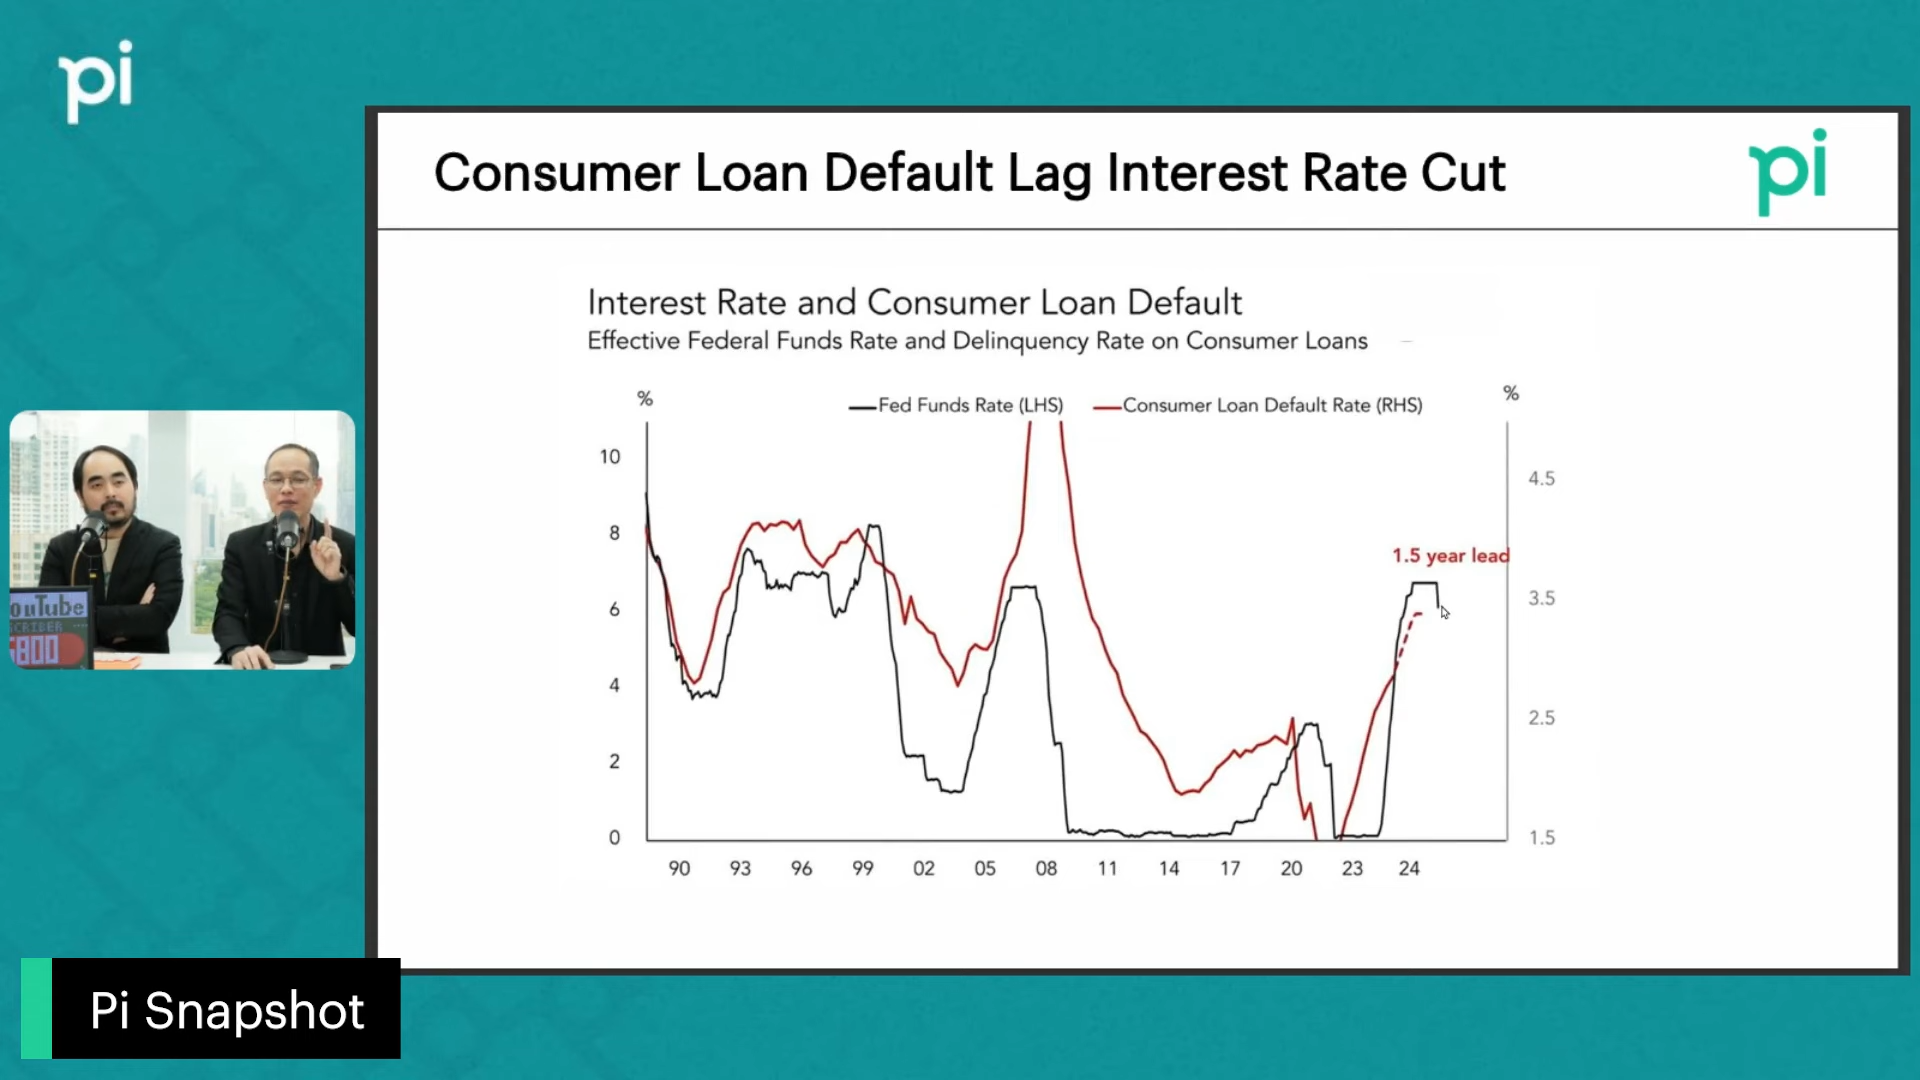 pi
Consumer Loan Default Lag Interest Rate Cut
pi
Interest Rate and Consumer Loan Default
Effective Federal Funds Rate and Delinquency Rate on Consumer Loans
%
Fed Funds Rate (LHS)
Consumer Loan Default Rate (RHS)
%
10
8
6
4
2
0
4.5
3.5
2.5
1.5
1.5 year lead
90 93 96 99 02 05 08 11 14 17 20 23 24
ouTube
SCRIBER
800
Pi Snapshot